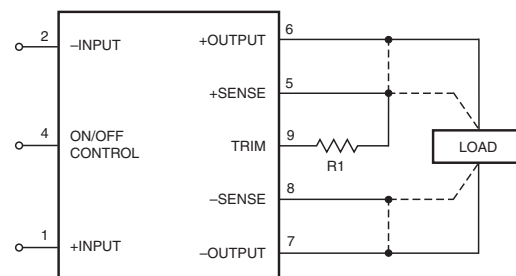 2
–INPUT
4
ON/OFF
CONTROL
1
+INPUT
+OUTPUT
6
+SENSE
5
TRIM
9
R1
–SENSE
8
–OUTPUT
7
LOAD